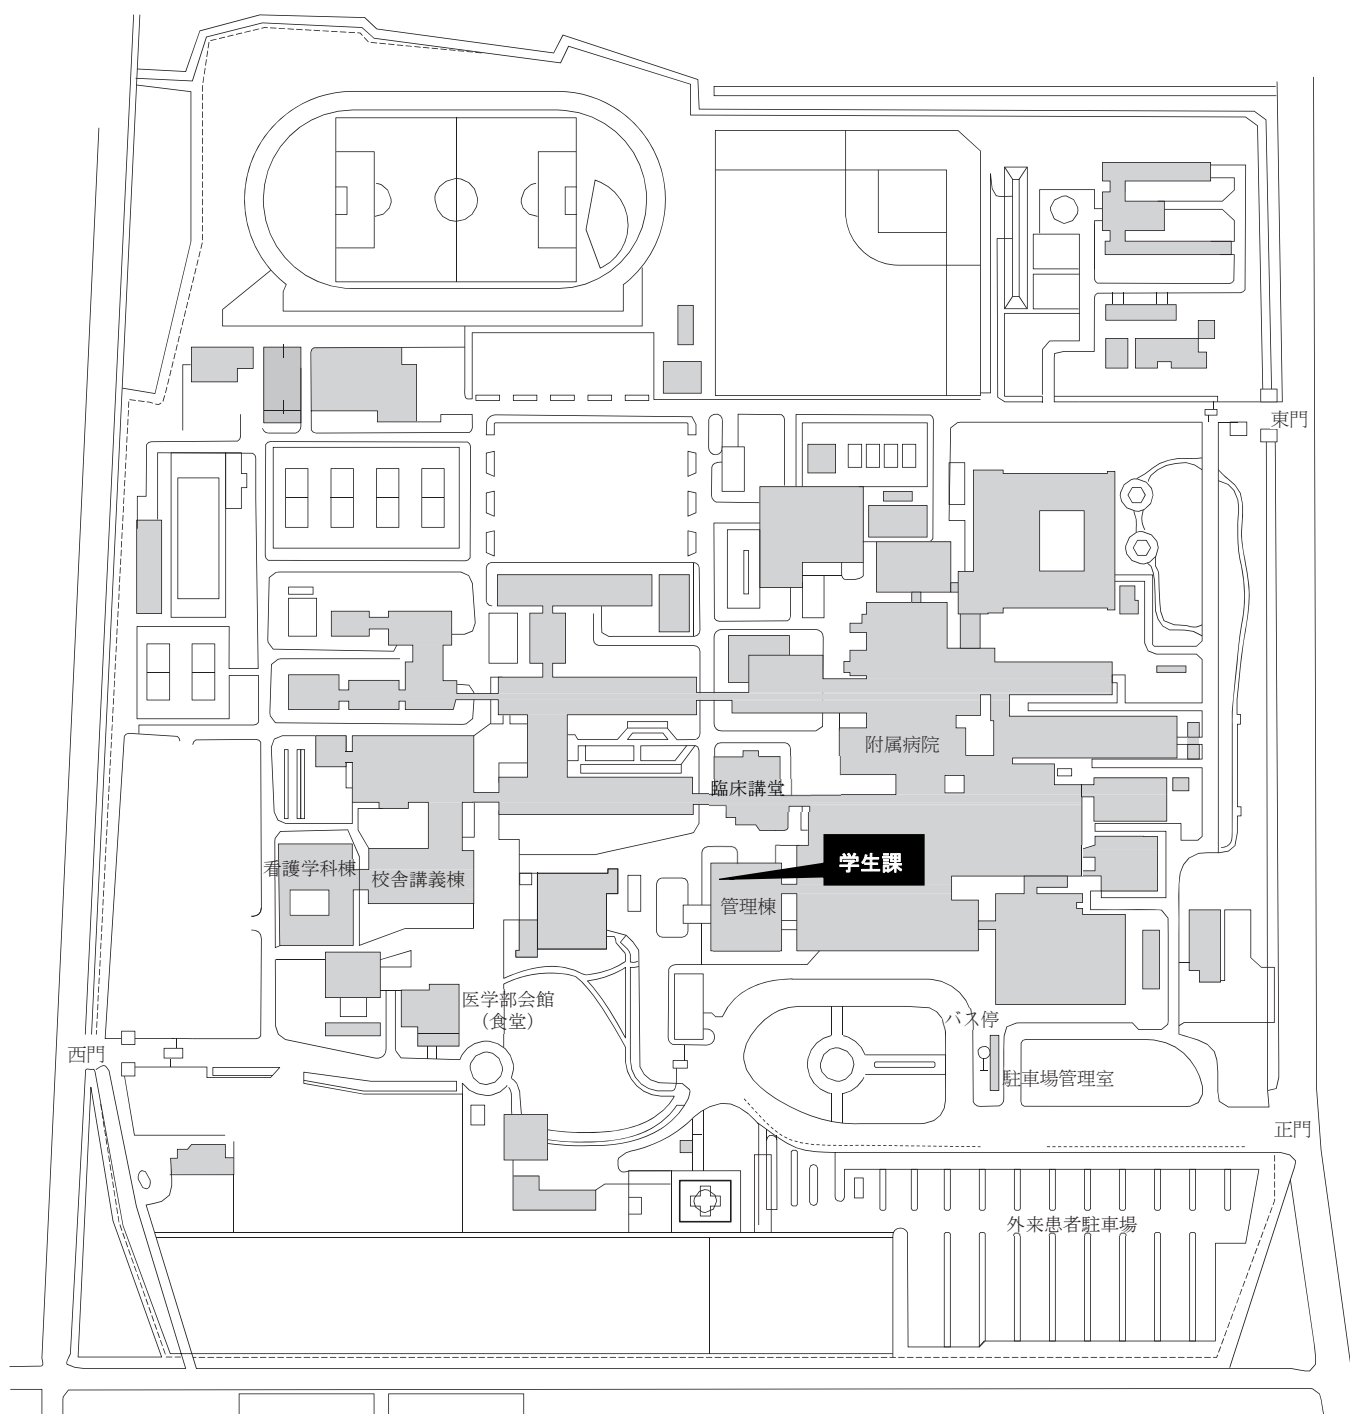 東門
附属病院
臨床講堂
学生課
看護学科棟
校舎講義棟
管理棟
医学部会館
（食堂）
バス停
西門
駐車場管理室
正門
外来患者駐車場